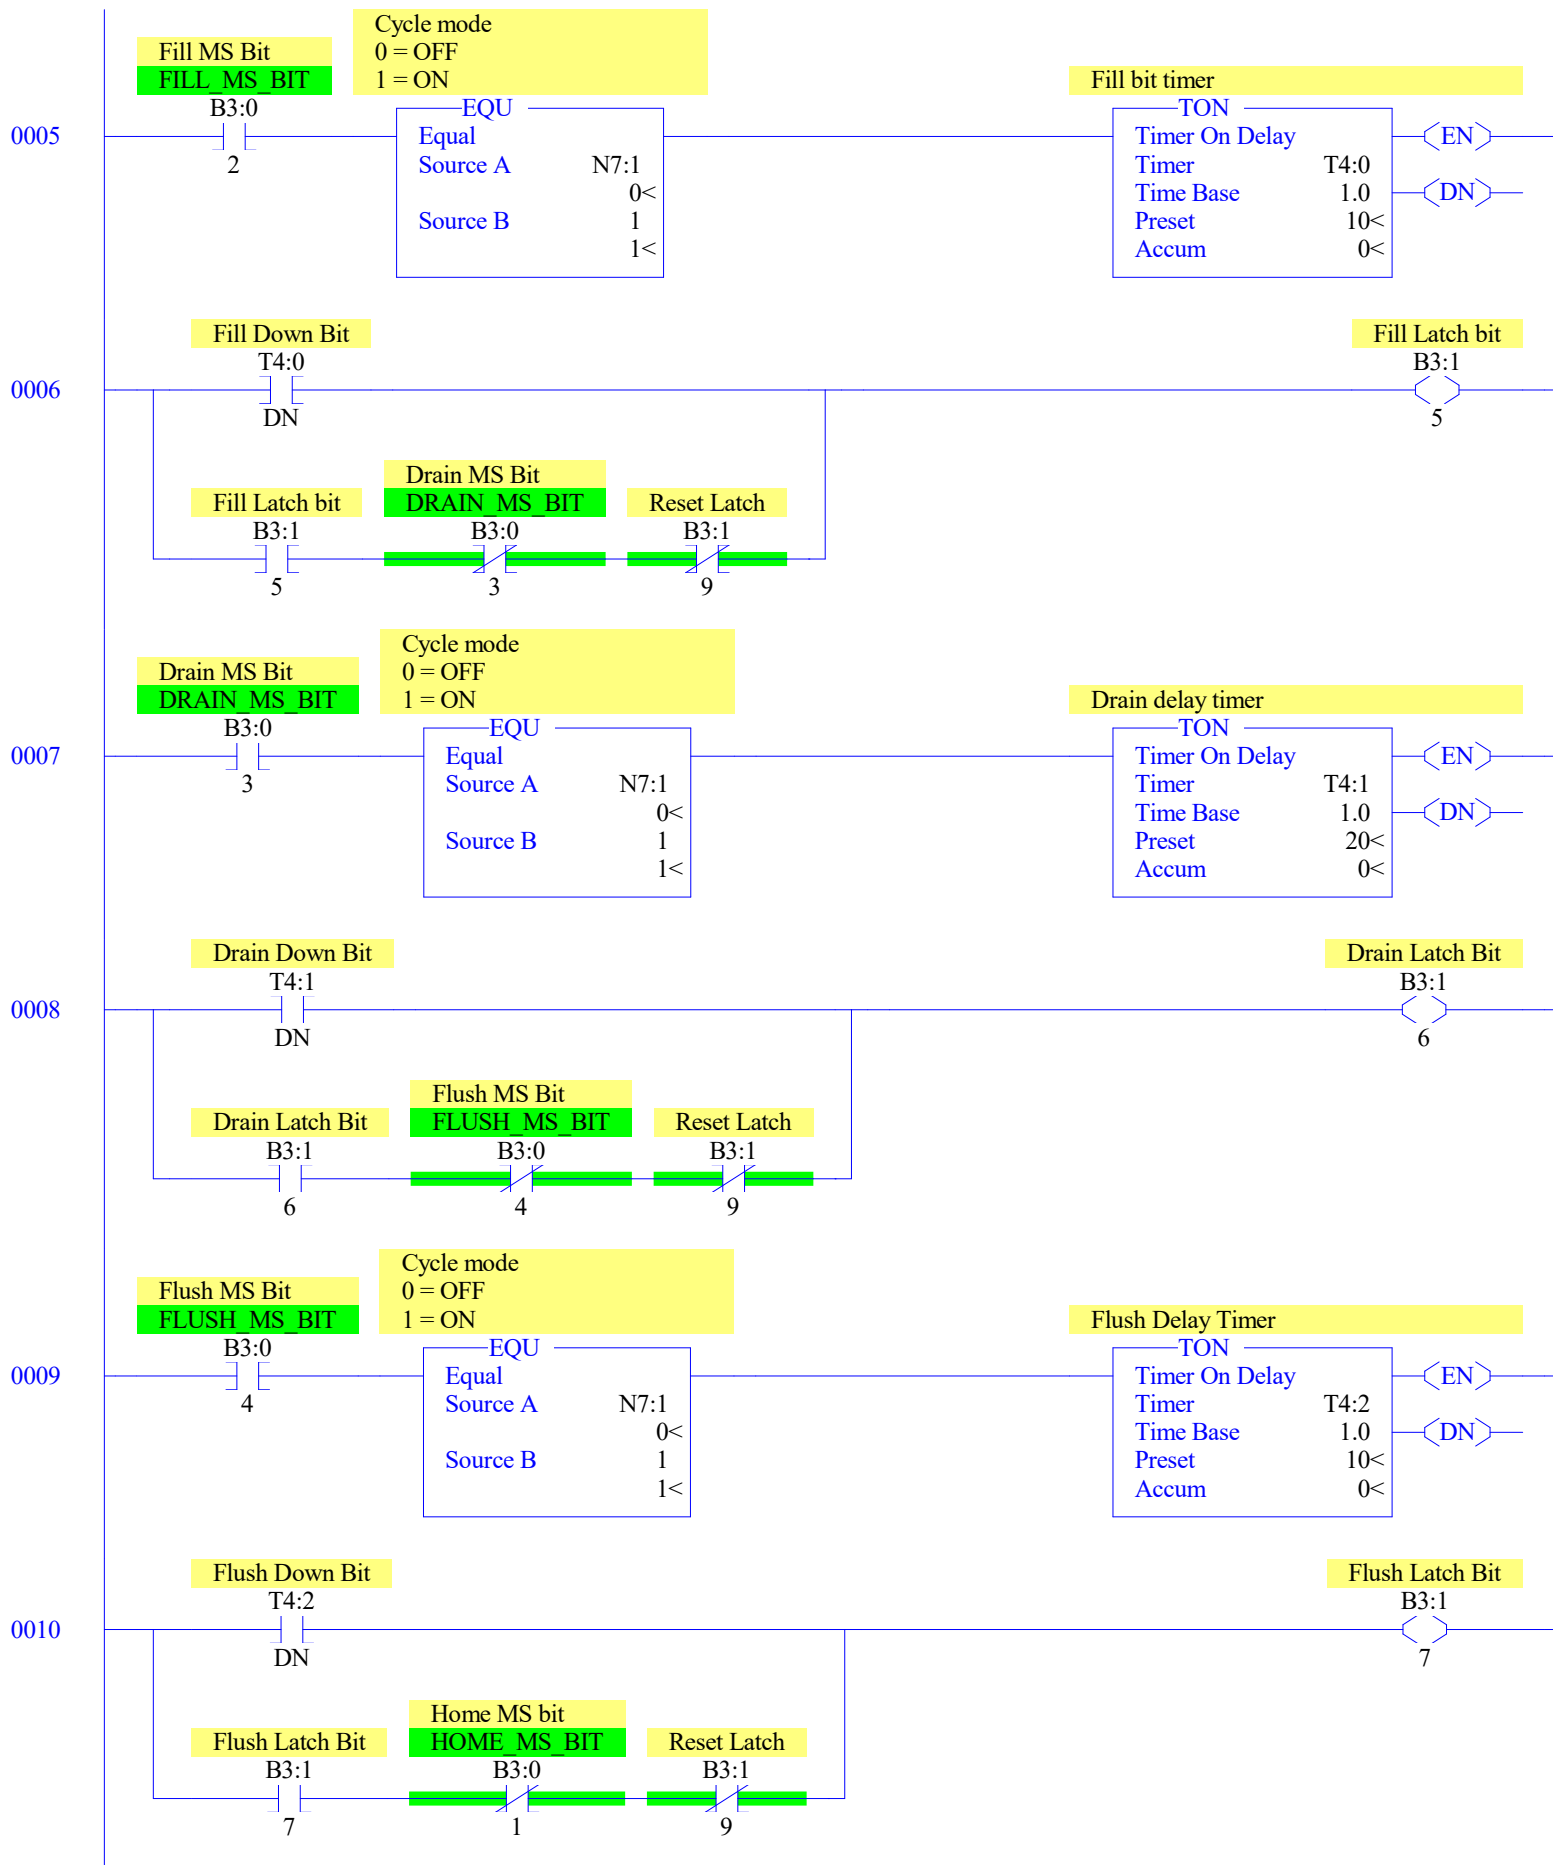 Cycle mode
Fill MS Bit 0 = OFF
FILL_MS_BIT 1 = ON Fill bit timer
B3:0 EQU TON
0005 Equal Timer On Delay EN
2 Source A N7:1 Timer T4:0
0< Time Base 1.0 DN
Source B 1 Preset 10<
1< Accum 0<
Fill Down Bit Fill Latch bit
T4:0 B3:1
0006
DN 5
Drain MS Bit
Fill Latch bit DRAIN_MS_BIT Reset Latch
B3:1 B3:0 B3:1
5 3 9
Cycle mode
Drain MS Bit 0 = OFF
DRAIN_MS_BIT 1 = ON Drain delay timer
B3:0 EQU TON
0007 Equal Timer On Delay EN
3 Source A N7:1 Timer T4:1
0< Time Base 1.0 DN
Source B 1 Preset 20<
1< Accum 0<
Drain Down Bit Drain Latch Bit
T4:1 B3:1
0008
DN 6
Flush MS Bit
Drain Latch Bit FLUSH_MS_BIT Reset Latch
B3:1 B3:0 B3:1
6 4 9
Cycle mode
Flush MS Bit 0 = OFF
FLUSH_MS_BIT 1 = ON Flush Delay Timer
B3:0 EQU TON
0009 Equal Timer On Delay EN
4 Source A N7:1 Timer T4:2
0< Time Base 1.0 DN
Source B 1 Preset 10<
1< Accum 0<
Flush Down Bit Flush Latch Bit
T4:2 B3:1
0010
DN 7
Home MS bit
Flush Latch Bit HOME_MS_BIT Reset Latch
B3:1 B3:0 B3:1
7 1 9